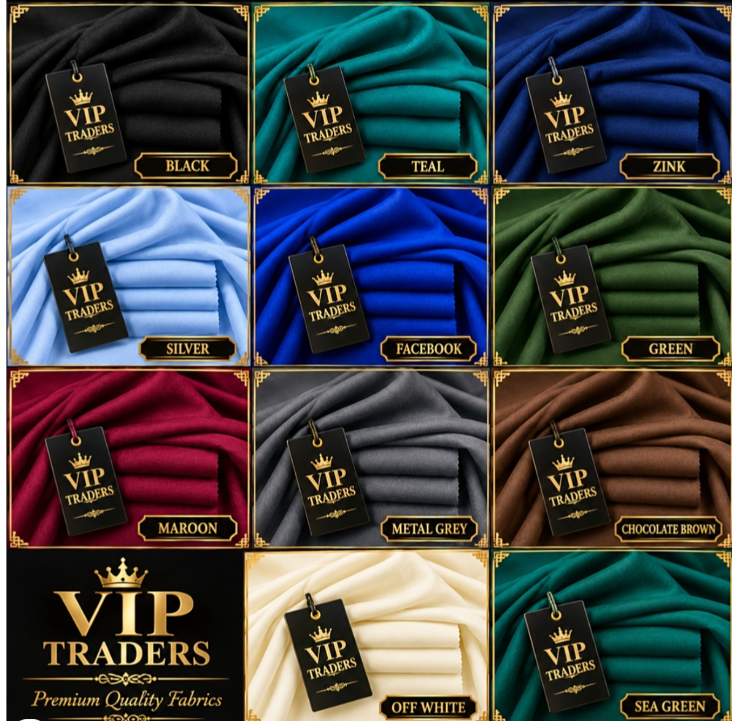 VIP
TRADERS
BLACK
VIP
TRADERS
TEAL
VIP
TRADERS
ZINK
VIP
TRADERS
SILVER
VIP
TRADERS
FACEBOOK
VIP
TRADERS
GREEN
VIP
TRADERS
MAROON
VIP
TRADERS
METAL GREY
VIP
TRADERS
CHOCOLATE BROWN
VIP
TRADERS
Premium Quality Fabrics
VIP
TRADERS
OFF WHITE
VIP
TRADERS
SEA GREEN